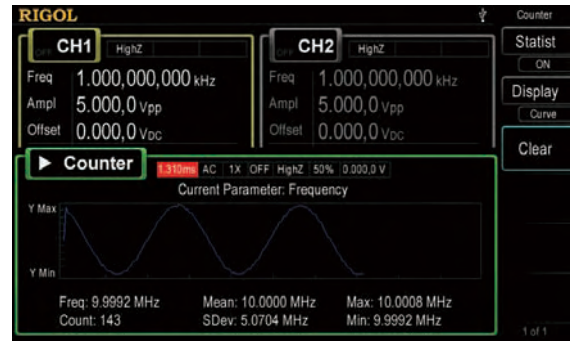 RIGOL
Counter
OFF CH1 HighZ
OFF CH2 HighZ
Statist
ON
Freq 1.000,000,000 kHz
Freq 1.000,000,000 kHz
Display
Curve
Ampl 5.000,0 Vpp
Ampl 5.000,0 Vpp
Offset 0.000,0 VDC
Offset 0.000,0 VDC
Clear
Counter 1.310ms AC 1X OFF HighZ 50% 0.000,0 V
Current Parameter: Frequency
Y Max
Y Min
Freq: 9.9992 MHz Mean: 10.0000 MHz Max: 10.0008 MHz
Count: 143 SDev: 5.0704 MHz Min: 9.9992 MHz
1 of 1